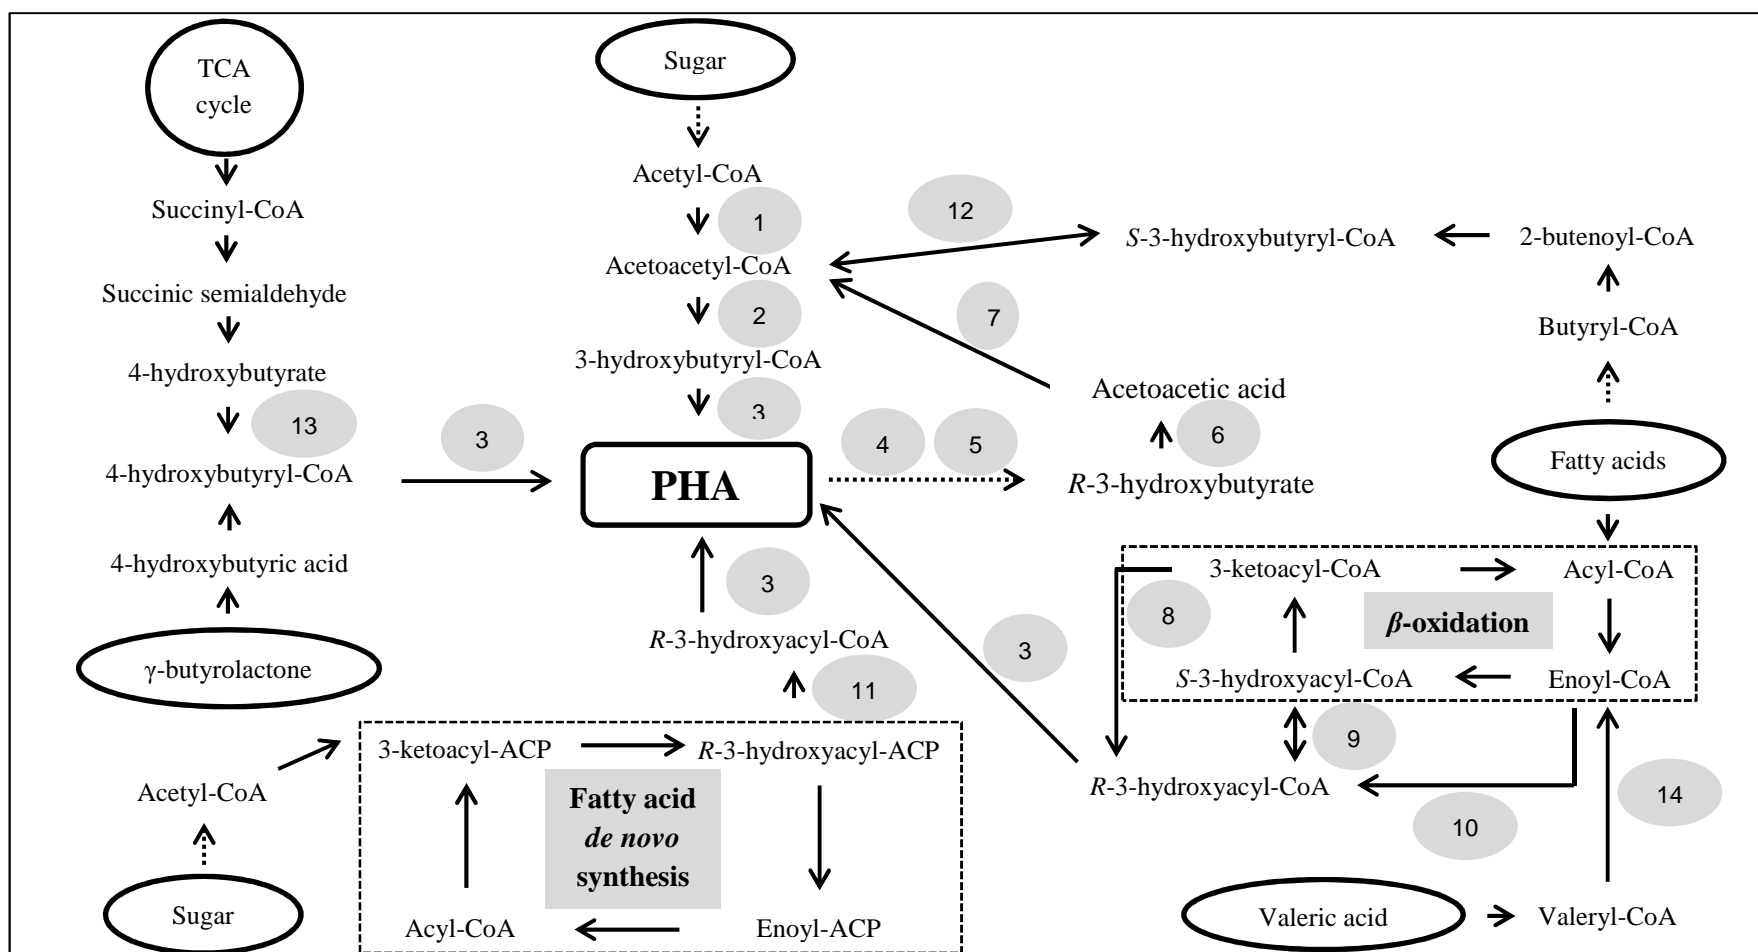 TCA
cycle
Sugar
Acetyl-CoA
Succinyl-CoA
1
12
S-3-hydroxybutyryl-CoA
2-butenoyl-CoA
Acetoacetyl-CoA
Succinic semialdehyde
2
7
Butyryl-CoA
3-hydroxybutyryl-CoA
4-hydroxybutyrate
Acetoacetic acid
3
13
3
4
5
6
Fatty acids
4-hydroxybutyryl-CoA
PHA
R-3-hydroxybutyrate
4-hydroxybutyric acid
3
3-ketoacyl-CoA
Acyl-CoA
8
β-oxidation
R-3-hydroxyacyl-CoA
3
γ-butyrolactone
S-3-hydroxyacyl-CoA
Enoyl-CoA
11
3-ketoacyl-ACP
R-3-hydroxyacyl-ACP
9
Acetyl-CoA
R-3-hydroxyacyl-CoA
14
Fatty acid
de novo
synthesis
10
Sugar
Acyl-CoA
Enoyl-ACP
Valeric acid
Valeryl-CoA